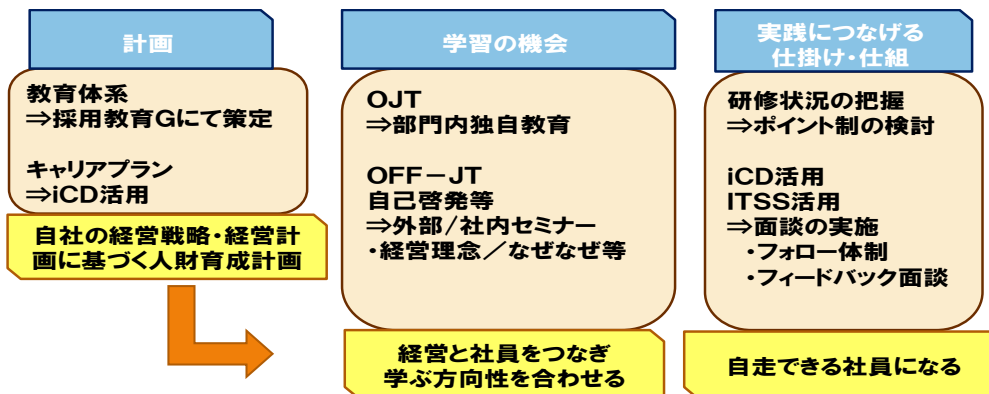 計画
教育体系
⇒採用教育Gにて策定
キャリアプラン
⇒iCD活用
自社の経営戦略・経営計
画に基づく人財育成計画
学習の機会
OJT
⇒部門内独自教育
OFF－JT
自己啓発等
⇒外部/社内セミナー
・経営理念／なぜなぜ等
経営と社員をつなぎ
学ぶ方向性を合わせる
実践につなげる
仕掛け・仕組
研修状況の把握
⇒ポイント制の検討
iCD活用
ITSS活用
⇒面談の実施
・フォロー体制
・フィードバック面談
自走できる社員になる